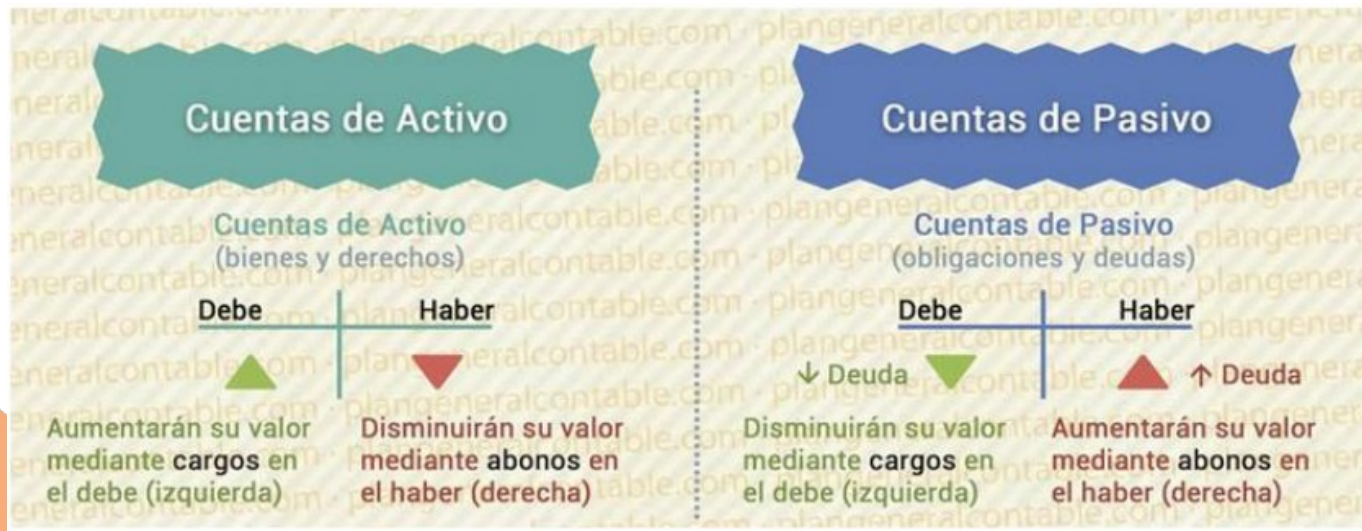 Cuentas de Activo
Cuentas de Activo
(bienes y derechos)
Debe
Haber
Aumentarán su valor
mediante cargos en
el debe (izquierda)
Disminuirán su valor
mediante abonos en
el haber (derecha)
Cuentas de Pasivo
Cuentas de Pasivo
(obligaciones y deudas)
Debe
Haber
↓ Deuda
↑ Deuda
Disminuirán su valor
mediante cargos en
el debe (izquierda)
Aumentarán su valor
mediante abonos en
el haber (derecha)
plangeneralcontable.com